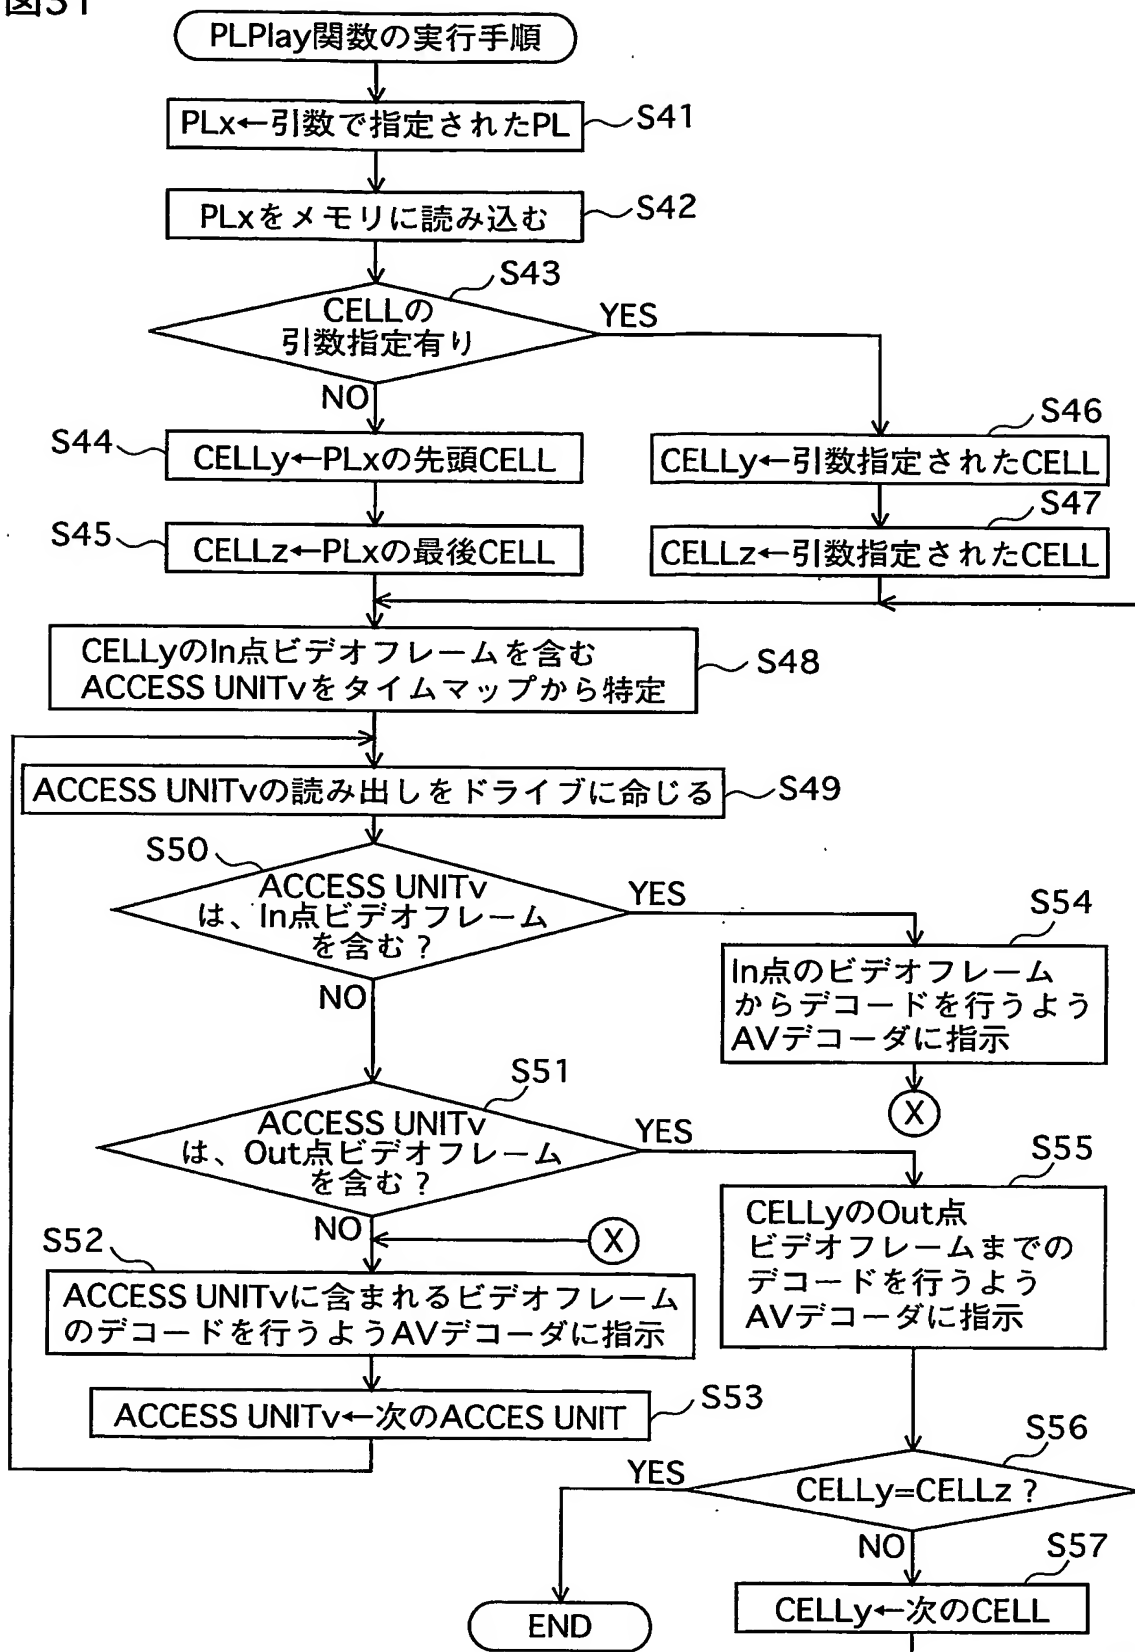 図31
PLPlay関数の実行手順
PLx←引数で指定されたPL
S41
PLxをメモリに読み込む
S42
S43
CELLの
引数指定有り
YES
NO
S44
CELLy←PLxの先頭CELL
S46
CELLy←引数指定されたCELL
S45
CELLz←PLxの最後CELL
S47
CELLz←引数指定されたCELL
CELLyのIn点ビデオフレームを含む
ACCESS UNITvをタイムマップから特定
S48
ACCESS UNITvの読み出しをドライブに命じる
S49
S50
ACCESS UNITv
は、In点ビデオフレーム
を含む?
YES
NO
S54
In点のビデオフレーム
からデコードを行うよう
AVデコーダに指示
X
S51
ACCESS UNITv
は、Out点ビデオフレーム
を含む?
YES
NO
X
S55
CELLyのOut点
ビデオフレームまでの
デコードを行うよう
AVデコーダに指示
S52
ACCESS UNITvに含まれるビデオフレーム
のデコードを行うようAVデコーダに指示
S53
ACCESS UNITv←次のACCES UNIT
S56
CELLy=CELLz?
YES
NO
S57
CELLy←次のCELL
END